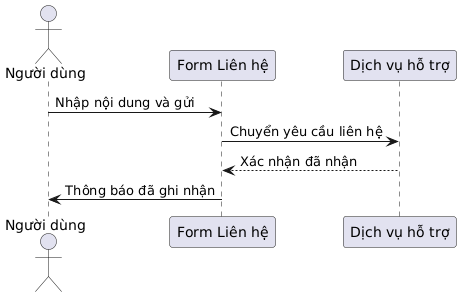 Người dùng
Form Liên hệ
Dịch vụ hỗ trợ
Nhập nội dung và gửi
Chuyển yêu cầu liên hệ
Xác nhận đã nhận
Thông báo đã ghi nhận
Người dùng
Form Liên hệ
Dịch vụ hỗ trợ